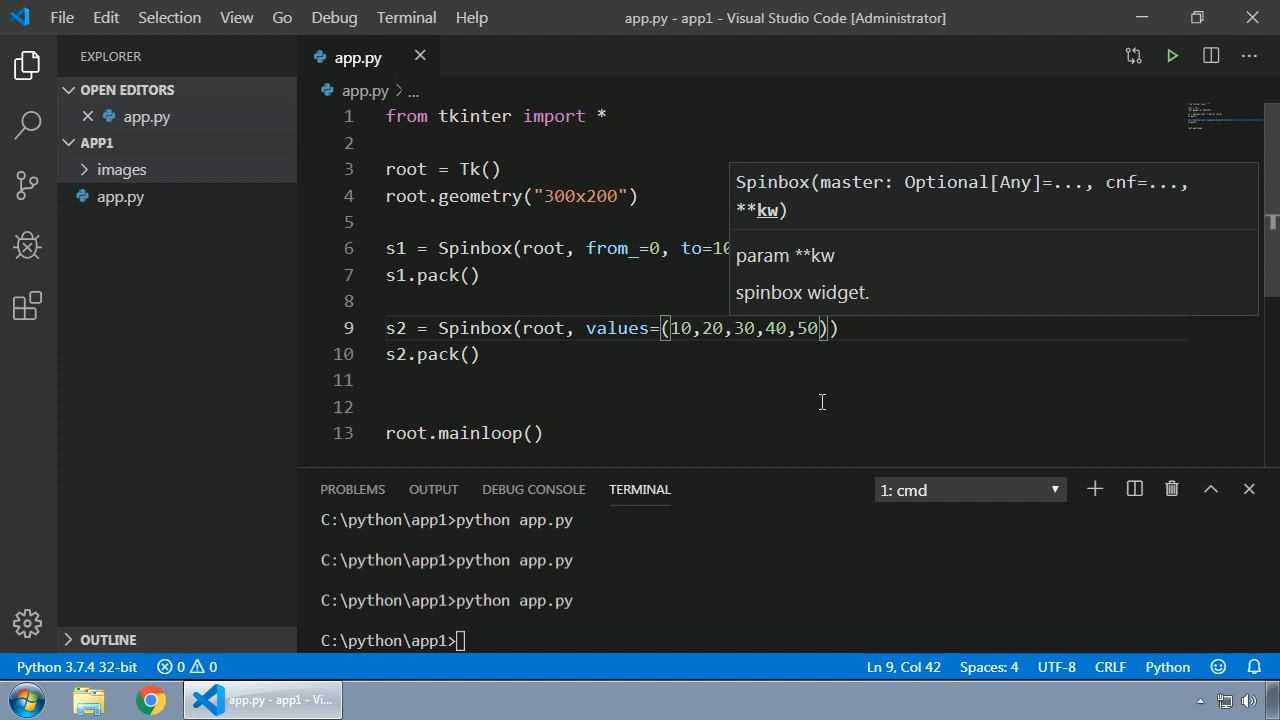 File Edit Selection View Go Debug Terminal Help
app.py - app1 - Visual Studio Code [Administrator]
EXPLORER
OPEN EDITORS
app.py
APP1
images
app.py
OUTLINE
app.py
app.py > ...
1 from tkinter import *
2
3 root = Tk()
4 root.geometry("300x200")
5
6 s1 = Spinbox(root, from_=0, to=10
7 s1.pack()
8
9 s2 = Spinbox(root, values=(10,20,30,40,50))
10 s2.pack()
11
12
13 root.mainloop()
Spinbox(master: Optional[Any]=..., cnf=...,
**kw)
param **kw
spinbox widget.
PROBLEMS OUTPUT DEBUG CONSOLE TERMINAL
1: cmd
C:\python\app1>python app.py
C:\python\app1>python app.py
C:\python\app1>python app.py
C:\python\app1>
Python 3.7.4 32-bit 0 0
Ln 9, Col 42 Spaces: 4 UTF-8 CRLF Python
app.py - app1 - Vi...